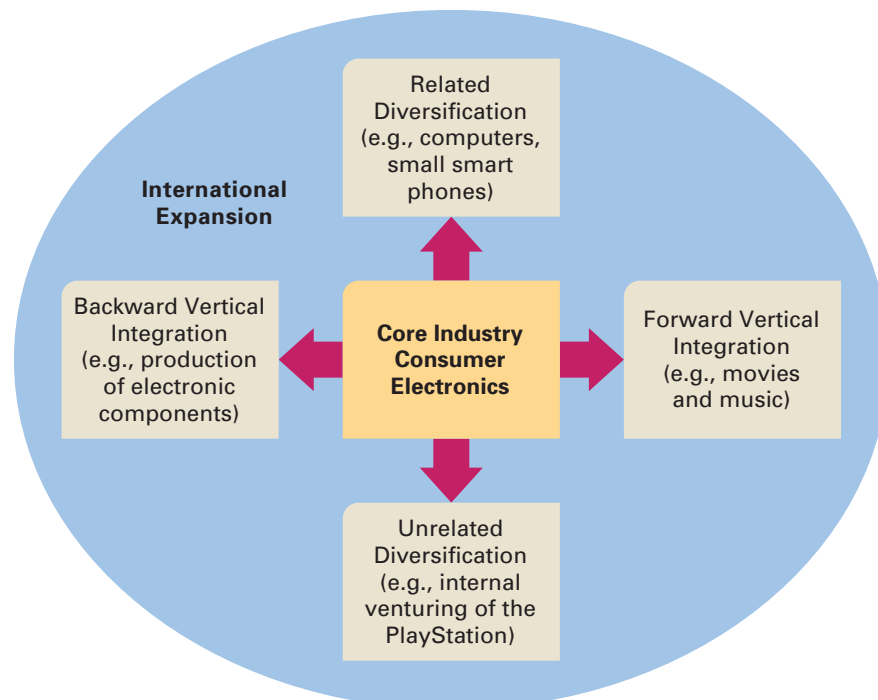 Related
Diversification
(e.g., computers,
small smart
phones)
International
Expansion
Backward Vertical
Integration
(e.g., production
of electronic
components)
Core Industry
Consumer
Electronics
Forward Vertical
Integration
(e.g., movies
and music)
Unrelated
Diversification
(e.g., internal
venturing of the
PlayStation)